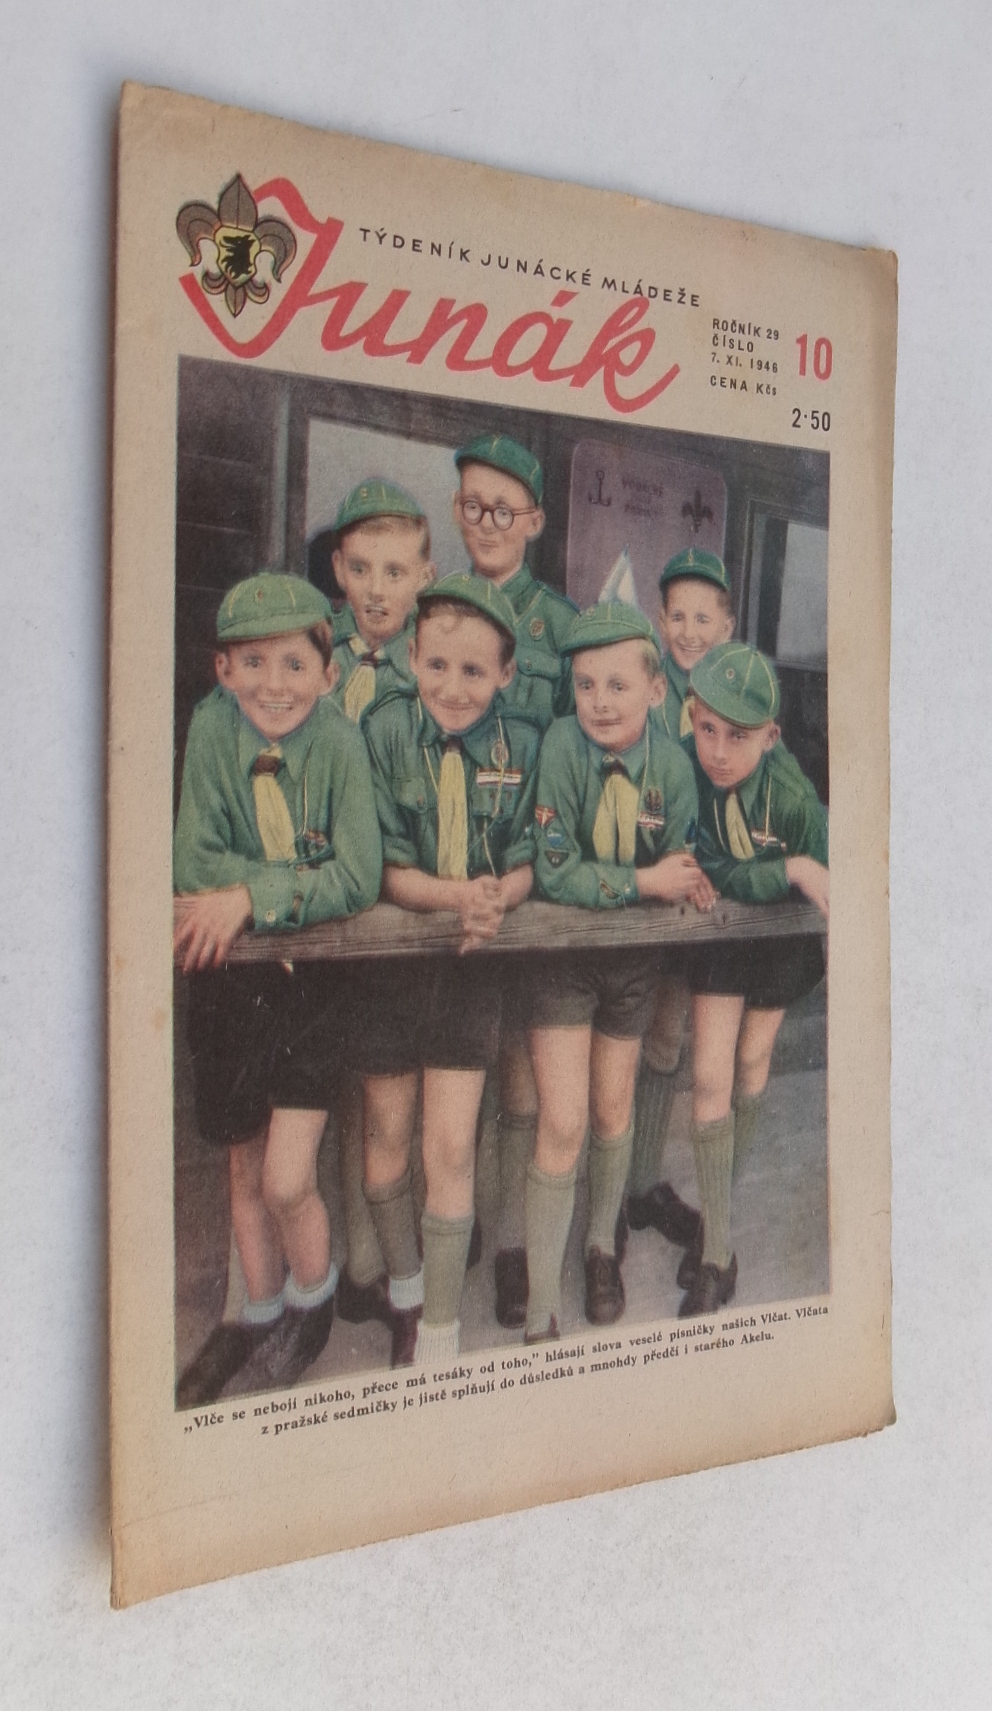 TÝDENÍK JUNÁCKÉ MLÁDEŽE
Junák
ROČNÍK 29
ČÍSLO
10
7. XI. 1946
CENA Kčs
2·50
„Vlče se nebojí nikoho, přece má tesáky od toho,” hlásají slova veselé písničky našich Vlčat. Vlčata
z pražské sedmičky je jistě splňují do důsledků a mnohdy předčí i starého Akelu.